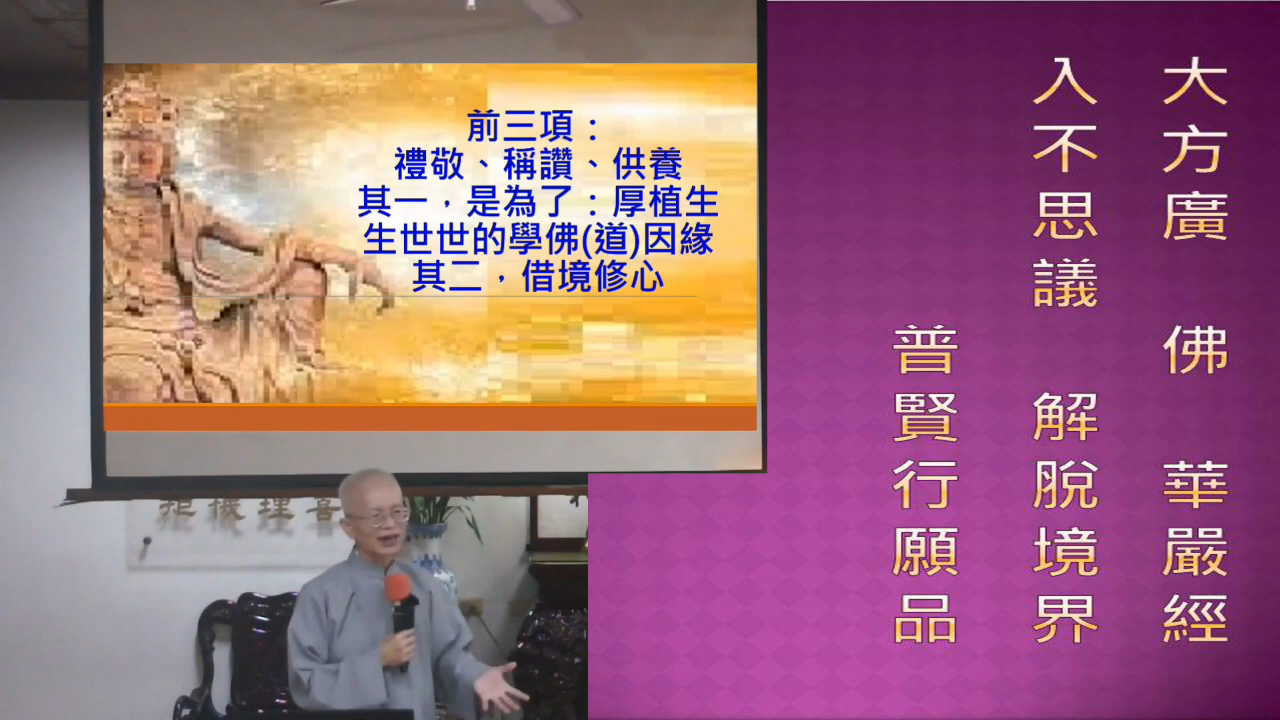 前三項：
禮敬、稱讚、供養
其一，是為了：厚植生
生世世的學佛(道)因緣
其二，借境修心
大方廣佛華嚴經
入不思議解脫境界
普賢行願品
機理